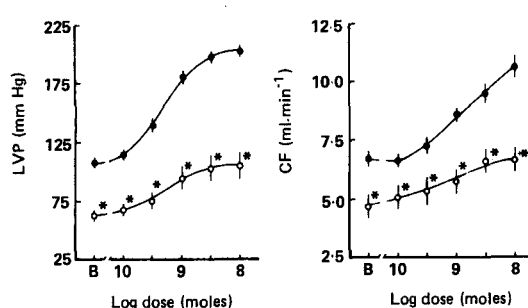 LVP (mm Hg)
225
175
125
75
25
* * * * * *
B 10 9 8
Log dose (moles)
CF (ml·min⁻¹)
12·5
10·0
7·5
5·0
2·5
* * * * * *
B 10 9 8
Log dose (moles)